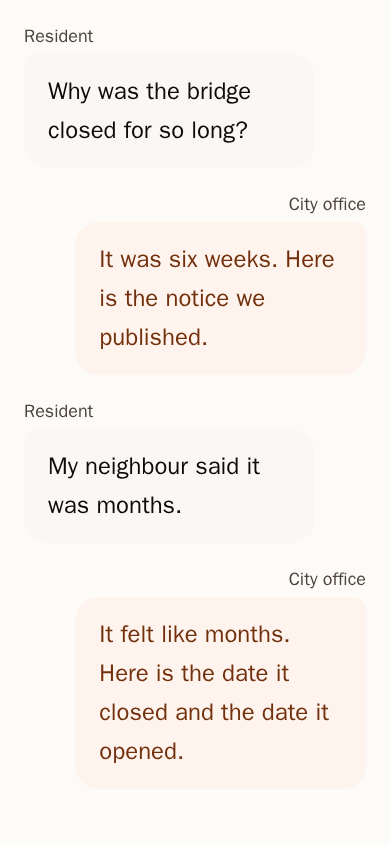 Resident
Why was the bridge
closed for so long?
City office
It was six weeks. Here
is the notice we
published.
Resident
My neighbour said it
was months.
City office
It felt like months.
Here is the date it
closed and the date it
opened.